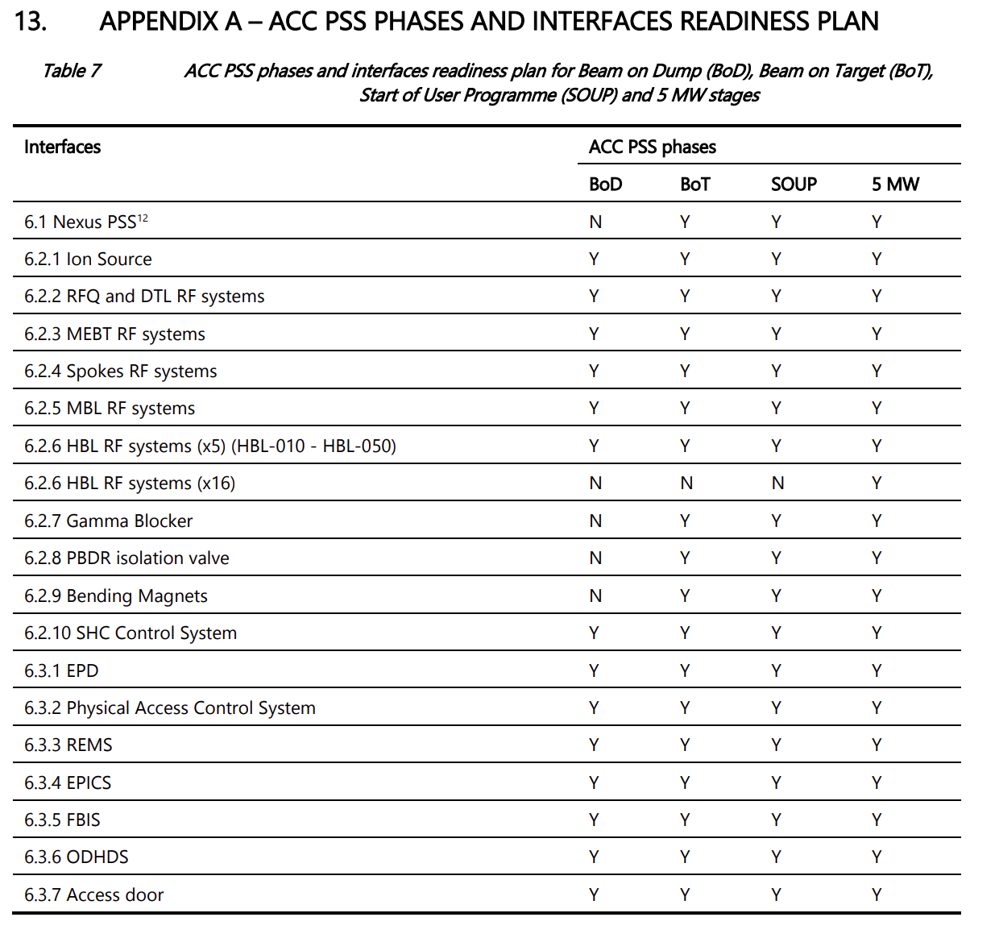 13. APPENDIX A – ACC PSS PHASES AND INTERFACES READINESS PLAN
Table 7 ACC PSS phases and interfaces readiness plan for Beam on Dump (BoD), Beam on Target (BoT),
Start of User Programme (SOUP) and 5 MW stages
Interfaces ACC PSS phases
BoD BoT SOUP 5 MW
6.1 Nexus PSS12 N Y Y Y
6.2.1 Ion Source Y Y Y Y
6.2.2 RFQ and DTL RF systems Y Y Y Y
6.2.3 MEBT RF systems Y Y Y Y
6.2.4 Spokes RF systems Y Y Y Y
6.2.5 MBL RF systems Y Y Y Y
6.2.6 HBL RF systems (x5) (HBL-010 - HBL-050) Y Y Y Y
6.2.6 HBL RF systems (x16) N N N Y
6.2.7 Gamma Blocker N Y Y Y
6.2.8 PBDR isolation valve N Y Y Y
6.2.9 Bending Magnets N Y Y Y
6.2.10 SHC Control System Y Y Y Y
6.3.1 EPD Y Y Y Y
6.3.2 Physical Access Control System Y Y Y Y
6.3.3 REMS Y Y Y Y
6.3.4 EPICS Y Y Y Y
6.3.5 FBIS Y Y Y Y
6.3.6 ODHDS Y Y Y Y
6.3.7 Access door Y Y Y Y